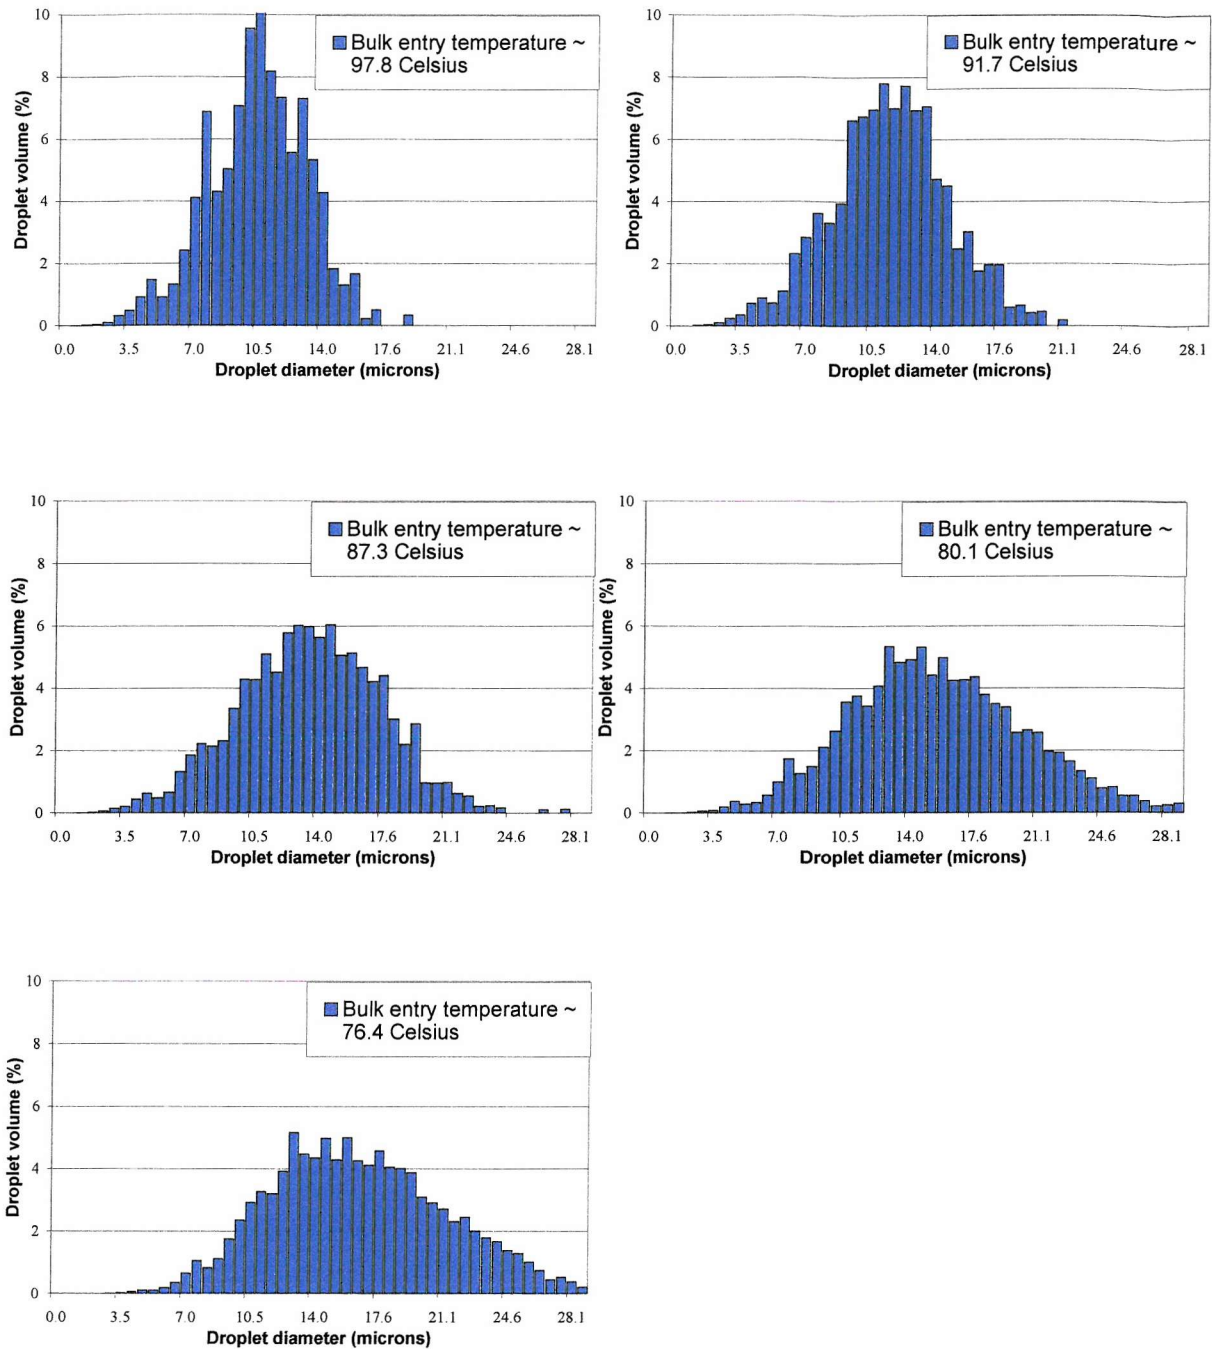 10
8
6
4
2
0
Droplet volume (%)
Bulk entry temperature ~
97.8 Celsius
0.0 3.5 7.0 10.5 14.0 17.6 21.1 24.6 28.1
Droplet diameter (microns)
10
8
6
4
2
0
Droplet volume (%)
Bulk entry temperature ~
91.7 Celsius
0.0 3.5 7.0 10.5 14.0 17.6 21.1 24.6 28.1
Droplet diameter (microns)
10
8
6
4
2
0
Droplet volume (%)
Bulk entry temperature ~
87.3 Celsius
0.0 3.5 7.0 10.5 14.0 17.6 21.1 24.6 28.1
Droplet diameter (microns)
10
8
6
4
2
0
Droplet volume (%)
Bulk entry temperature ~
80.1 Celsius
0.0 3.5 7.0 10.5 14.0 17.6 21.1 24.6 28.1
Droplet diameter (microns)
10
8
6
4
2
0
Droplet volume (%)
Bulk entry temperature ~
76.4 Celsius
0.0 3.5 7.0 10.5 14.0 17.6 21.1 24.6 28.1
Droplet diameter (microns)